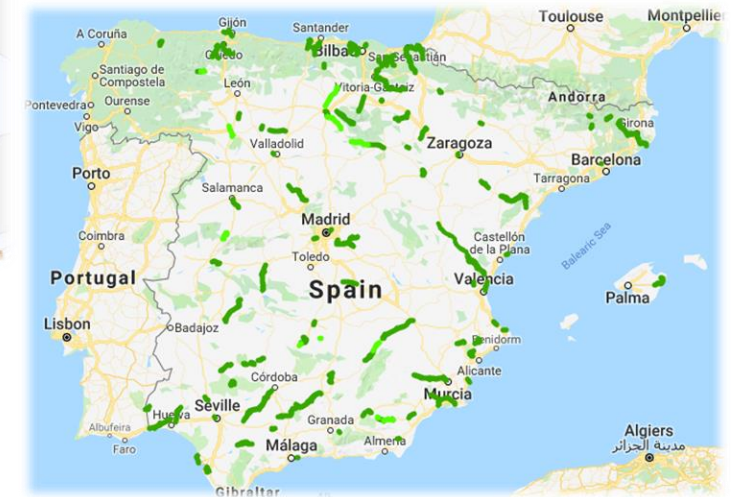 Toulouse
Montpellier
Gijón
A Coruña
Santander
Bilbao
San Sebastián
Oviedo
Santiago de
Compostela
León
Vitoria-Gasteiz
Andorra
Pontevedra
Ourense
Girona
Vigo
Valladolid
Zaragoza
Barcelona
Porto
Tarragona
Salamanca
Madrid
Coimbra
Castellón
de la Plana
Balearic Sea
Toledo
Portugal
Spain
Valencia
Palma
Lisbon
Badajoz
Benidorm
Alicante
Córdoba
Murcia
Seville
Huelva
Granada
Albufeira
Faro
Málaga
Almería
Algiers
مدينة الجزائر
Gibraltar